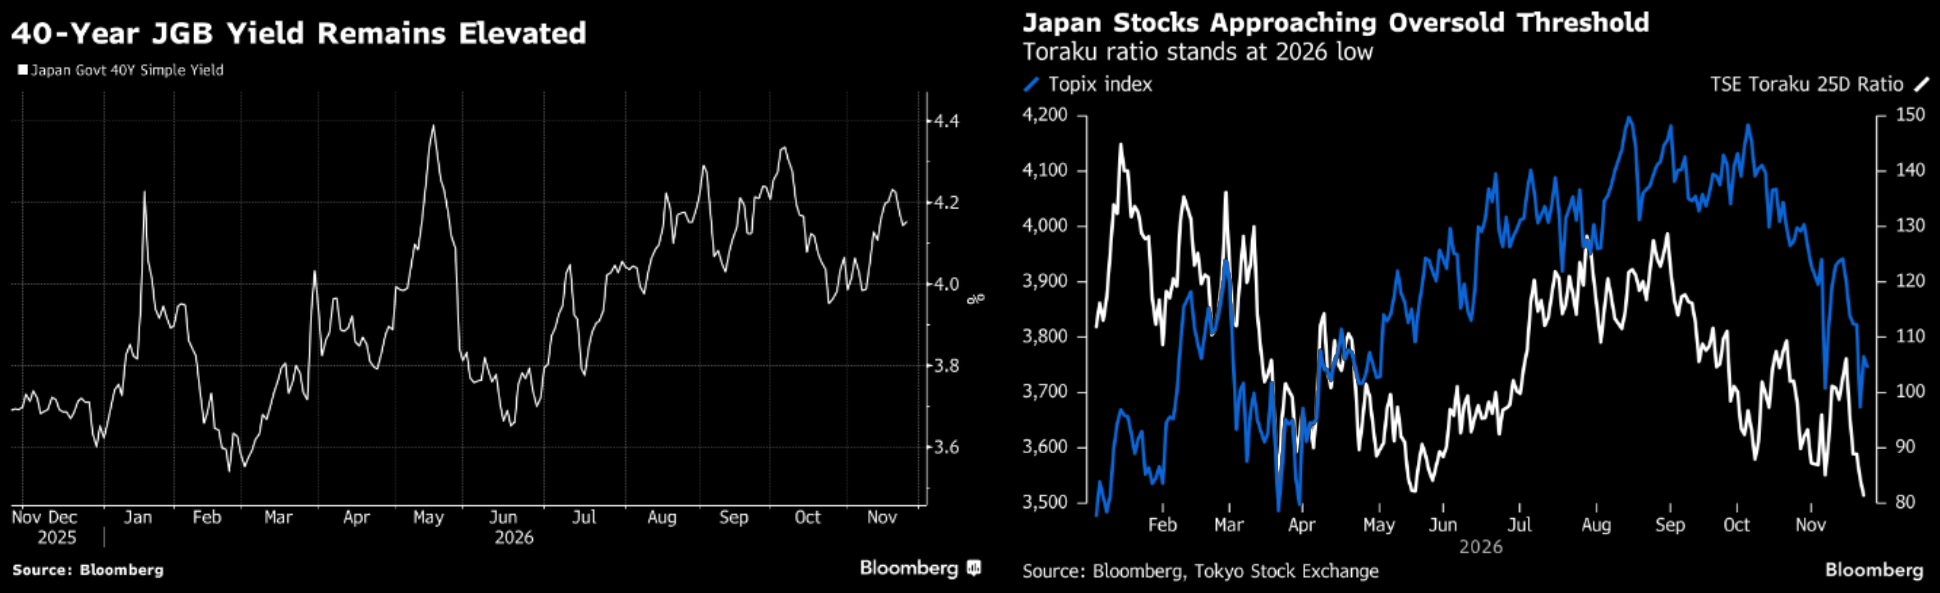 40-Year JGB Yield Remains Elevated
Japan Govt 40Y Simple Yield
4.4
4.2
4.0
3.8
3.6
%
Nov Dec Jan Feb Mar Apr May Jun Jul Aug Sep Oct Nov
2025 2026
Source: Bloomberg
Bloomberg
Japan Stocks Approaching Oversold Threshold
Toraku ratio stands at 2026 low
Topix index TSE Toraku 25D Ratio
4,200 150
4,100 140
4,000 130
3,900 120
3,800 110
3,700 100
3,600 90
3,500 80
Feb Mar Apr May Jun Jul Aug Sep Oct Nov
2026
Source: Bloomberg, Tokyo Stock Exchange
Bloomberg